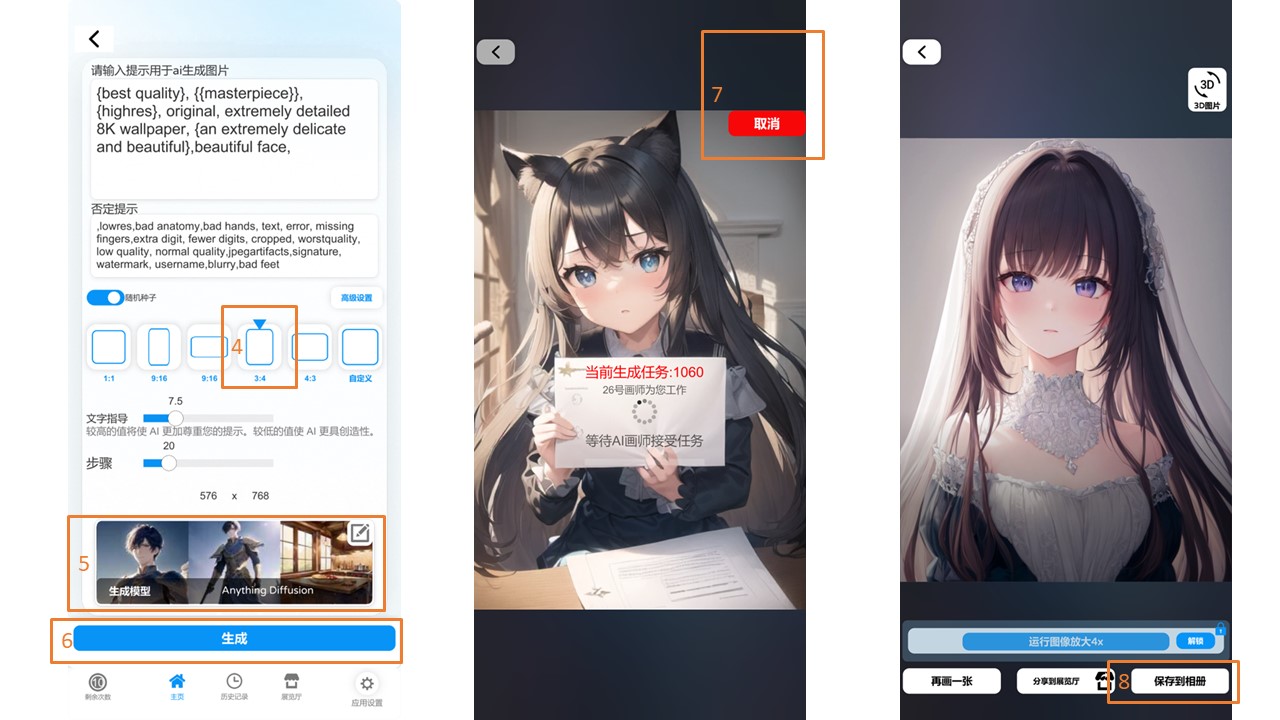 请输入提示用于ai生成图片
{best quality}, {{masterpiece}},
{highres}, original, extremely detailed
8K wallpaper, {an extremely delicate
and beautiful},beautiful face,
否定提示
,lowres,bad anatomy,bad hands, text, error, missing
fingers,extra digit, fewer digits, cropped, worstquality,
low quality, normal quality,jpegartifacts,signature,
watermark, username,blurry,bad feet
随机种子
高级设置
4
1:1
9:16
9:16
3:4
4:3
自定义
7.5
文字指导
较高的值将使 AI 更加尊重您的提示。较低的值使 AI 更具创造性。
20
步骤
576 x 768
5
生成模型
Anything Diffusion
6
生成
剩余次数
主页
历史记录
展览厅
应用设置
7
取消
当前生成任务:1060
26号画师为您工作
等待AI画师接受任务
3D
3D图片
运行图像放大4x
解锁
再画一张
分享到展览厅
8
保存到相册